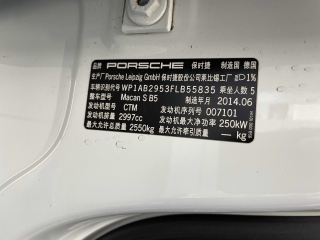 品牌 PORSCHE 保时捷 制造国 德国
生产厂 Porsche Leipzig GmbH 保时捷股份公司莱比锡工厂
车辆识别代号 WP1AB2953FLB55835 乘坐人数 5
整车型号 Macan S B5 制造年月 2014.06
发动机型号 CTM 发动机序列号 007101
发动机排量 2997cc 发动机最大净功率 250kW
最大允许总质量 2550kg 最大允许牵引质量 — kg